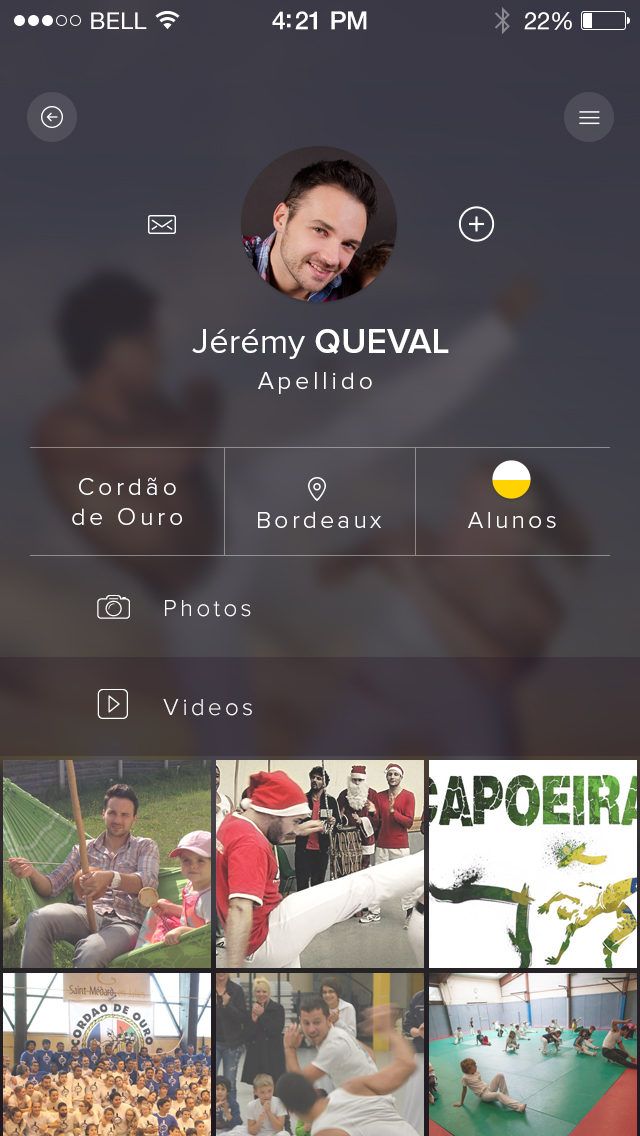 BELL 4:21 PM 22%
Jérémy QUEVAL
Apellido
Cordão
de Ouro
Bordeaux
Alunos
Photos
Videos
CAPOEIRA
Saint-Médard
CORDÃO DE OURO